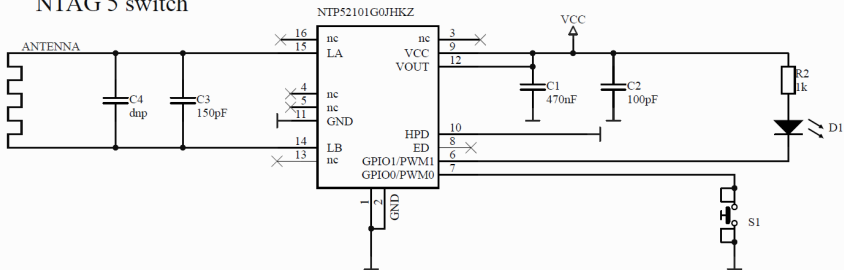 NTAG 5 switch
NTP52101G0JHKZ
VCC
ANTENNA
16 nc
15 LA
4 nc
5 nc
11 GND
14 LB
13 nc
nc 3
VCC 9
VOUT 12
HPD 10
ED 8
GPIO1/PWM1 6
GPIO0/PWM0 7
1
2
GND
C4
dnp
C3
150pF
C1
470nF
C2
100pF
R2
1k
D1
S1